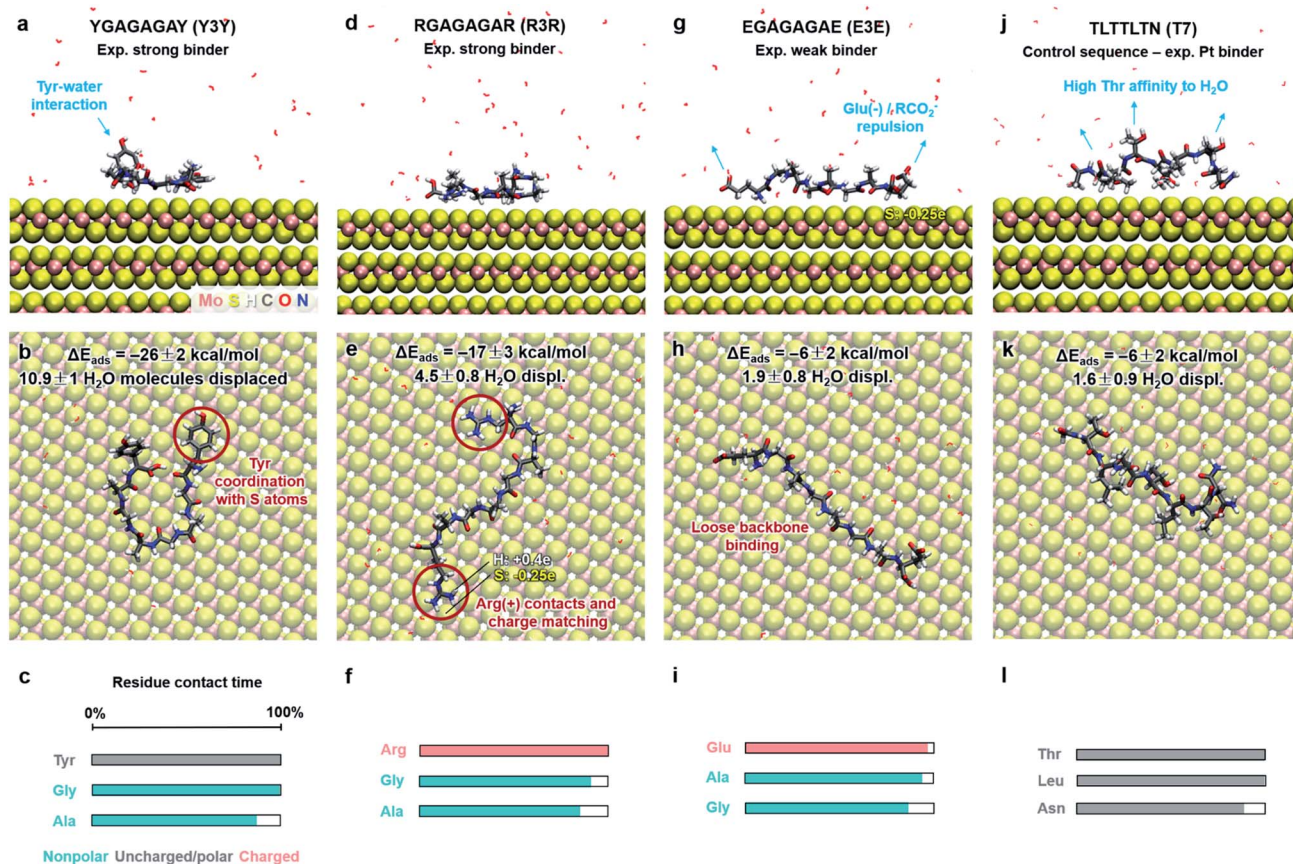 a
YGAGAGAY (Y3Y)
Exp. strong binder
Tyr-water
interaction
Mo S H C O N
b
ΔEads = –26±2 kcal/mol
10.9±1 H2O molecules displaced
Tyr
coordination
with S atoms
c
Residue contact time
0% 100%
Tyr
Gly
Ala
Nonpolar Uncharged/polar Charged
d
RGAGAGAR (R3R)
Exp. strong binder
e
ΔEads = –17±3 kcal/mol
4.5±0.8 H2O displ.
H: +0.4e
S: -0.25e
Arg(+) contacts and
charge matching
f
Arg
Gly
Ala
g
EGAGAGAE (E3E)
Exp. weak binder
Glu(-) / RCO2-
repulsion
S: -0.25e
h
ΔEads = –6±2 kcal/mol
1.9±0.8 H2O displ.
Loose backbone
binding
i
Glu
Ala
Gly
j
TLTTLTN (T7)
Control sequence – exp. Pt binder
High Thr affinity to H2O
k
ΔEads = –6±2 kcal/mol
1.6±0.9 H2O displ.
l
Thr
Leu
Asn